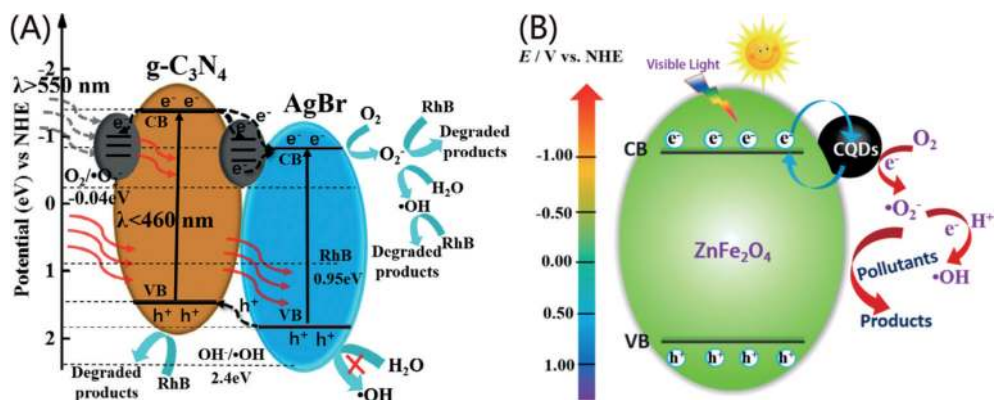 (A)
Potential (eV) vs NHE
-2
-1
0
1
2
λ>550 nm
g-C₃N₄
e⁻ e⁻
CB
e⁻
e⁻
e⁻
O₂/•O₂⁻
-0.04eV
λ<460 nm
VB
h⁺ h⁺
h⁺
Degraded
products
RhB
AgBr
e⁻ e⁻
CB
RhB
0.95eV
VB
h⁺ h⁺
OH⁻/•OH
2.4eV
H₂O
•OH
O₂
O₂⁻
RhB
Degraded
products
H₂O
•OH
RhB
Degraded
products
(B)
E / V vs. NHE
-1.00
-0.50
0.00
0.50
1.00
Visible Light
CB
e⁻ e⁻ e⁻ e⁻
CQDs
e⁻
O₂
•O₂⁻
e⁻
H⁺
•OH
Pollutants
Products
ZnFe₂O₄
VB
h⁺ h⁺ h⁺ h⁺